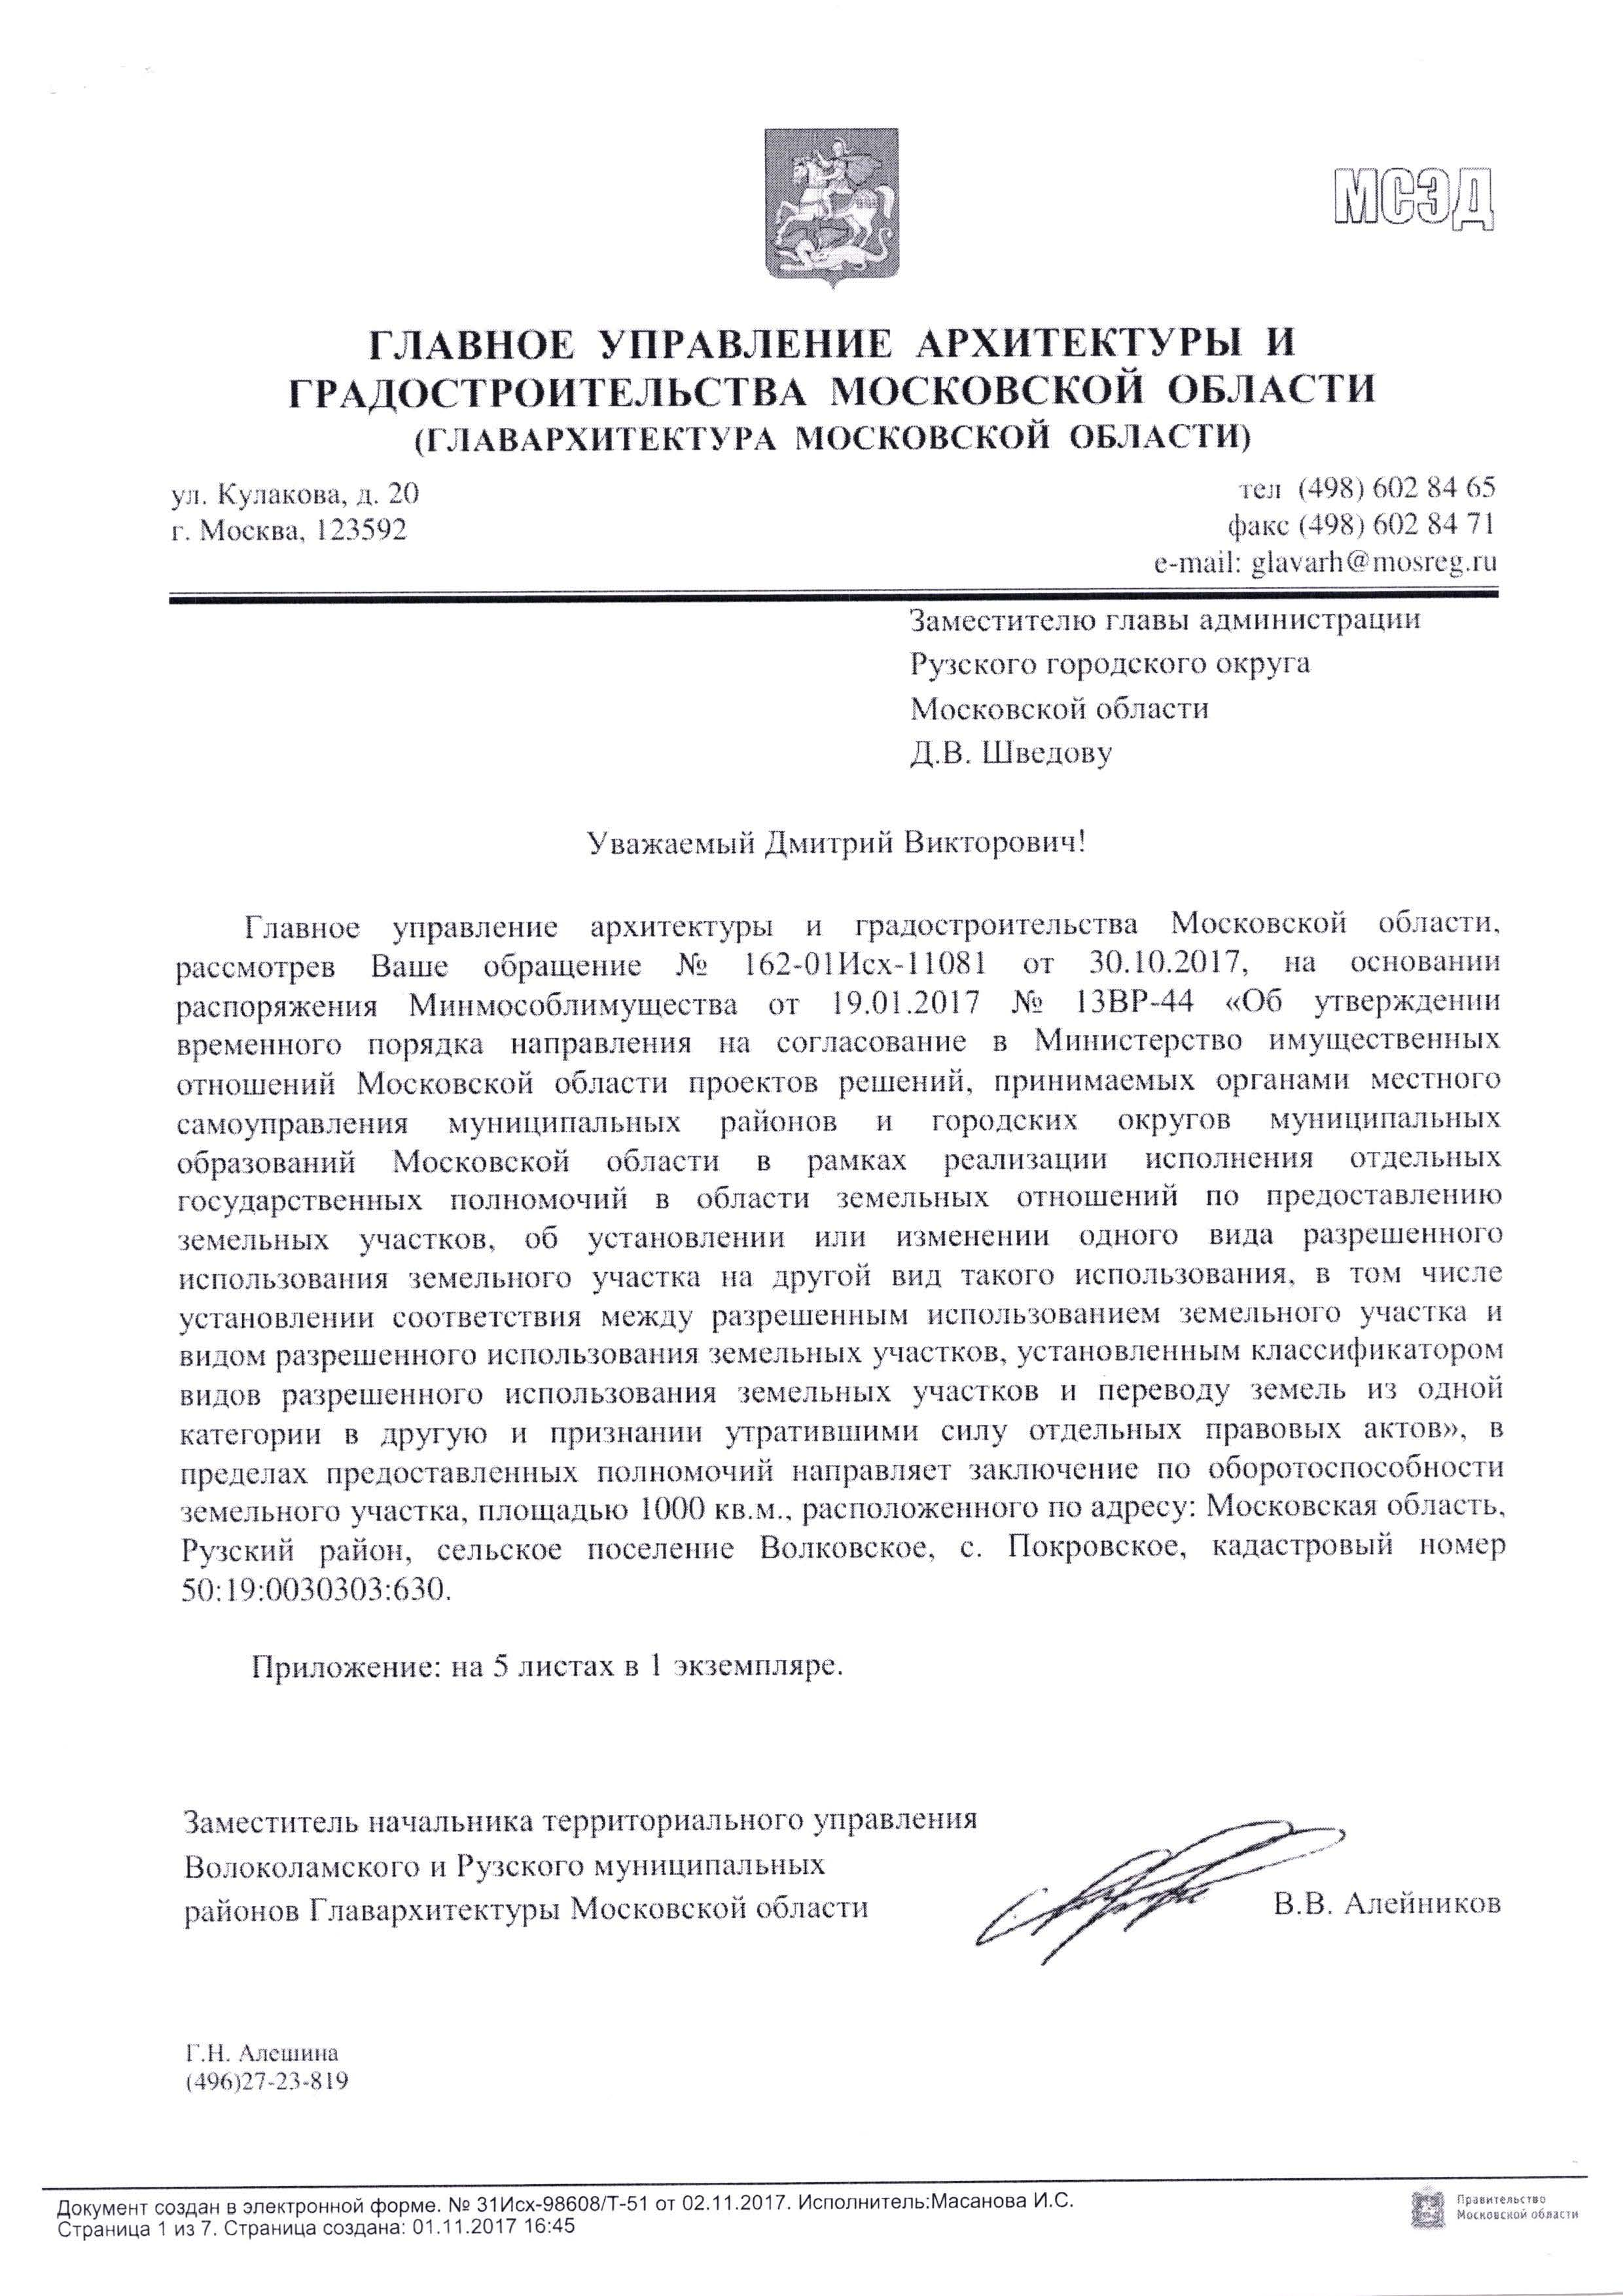 МСЭД
ГЛАВНОЕ УПРАВЛЕНИЕ АРХИТЕКТУРЫ И
ГРАДОСТРОИТЕЛЬСТВА МОСКОВСКОЙ ОБЛАСТИ
(ГЛАВАРХИТЕКТУРА МОСКОВСКОЙ ОБЛАСТИ)
ул. Кулакова, д. 20
г. Москва, 123592
тел (498) 602 84 65
факс (498) 602 84 71
e-mail: glavarh@mosreg.ru
Заместителю главы администрации
Рузского городского округа
Московской области
Д.В. Шведову
Уважаемый Дмитрий Викторович!
Главное управление архитектуры и градостроительства Московской области,
рассмотрев Ваше обращение № 162-01Исх-11081 от 30.10.2017, на основании
распоряжения Минмособлимущества от 19.01.2017 № 13ВР-44 «Об утверждении
временного порядка направления на согласование в Министерство имущественных
отношений Московской области проектов решений, принимаемых органами местного
самоуправления муниципальных районов и городских округов муниципальных
образований Московской области в рамках реализации исполнения отдельных
государственных полномочий в области земельных отношений по предоставлению
земельных участков, об установлении или изменении одного вида разрешенного
использования земельного участка на другой вид такого использования, в том числе
установлении соответствия между разрешенным использованием земельного участка и
видом разрешенного использования земельных участков, установленным классификатором
видов разрешенного использования земельных участков и переводу земель из одной
категории в другую и признании утратившими силу отдельных правовых актов», в
пределах предоставленных полномочий направляет заключение по оборотоспособности
земельного участка, площадью 1000 кв.м., расположенного по адресу: Московская область,
Рузский район, сельское поселение Волковское, с. Покровское, кадастровый номер
50:19:0030303:630.
Приложение: на 5 листах в 1 экземпляре.
Заместитель начальника территориального управления
Волоколамского и Рузского муниципальных
районов Главархитектуры Московской области
В.В. Алейников
Г.Н. Алешина
(496)27-23-819
Документ создан в электронной форме. № 31Исх-98608/Т-51 от 02.11.2017. Исполнитель:Масанова И.С.
Страница 1 из 7. Страница создана: 01.11.2017 16:45
Правительство
Московской области